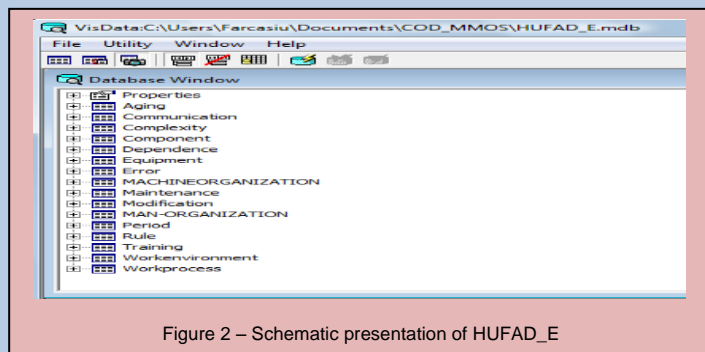 VisData:C:\Users\Farcasiu\Documents\COD_MMOS\HUFAD_E.mdb
File Utility Window Help
Database Window
Properties
Aging
Communication
Complexity
Component
Dependence
Equipment
Error
MACHINEORGANIZATION
Maintenance
Modification
MAN-ORGANIZATION
Period
Rule
Training
Workenvironment
Workprocess
Figure 2 – Schematic presentation of HUFAD_E